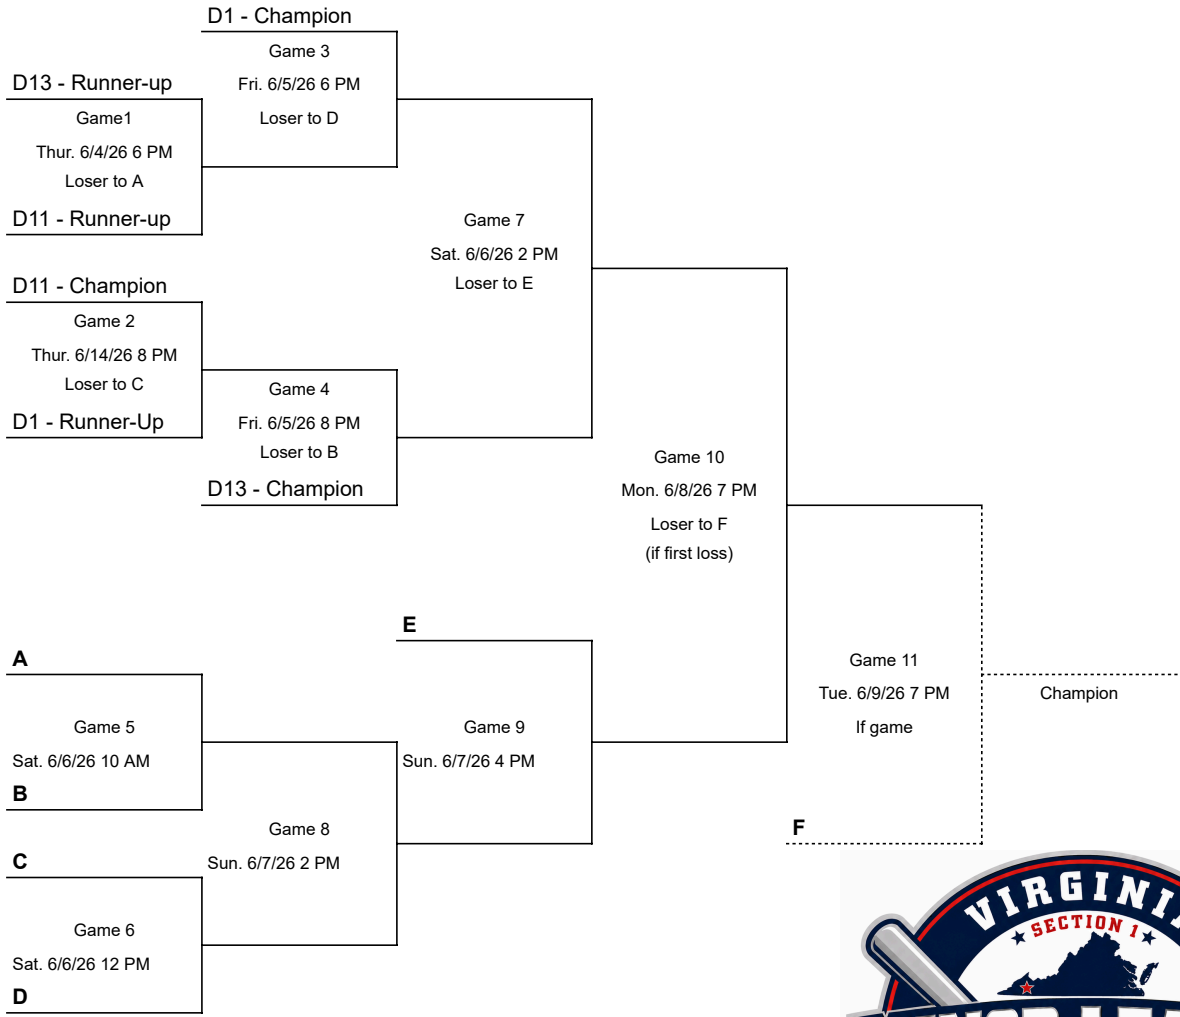 D1 - Champion
Game 3
Fri. 6/5/26 6 PM
Loser to D
D13 - Runner-up
Game1
Thur. 6/4/26 6 PM
Loser to A
D11 - Runner-up
Game 7
Sat. 6/6/26 2 PM
Loser to E
D11 - Champion
Game 2
Thur. 6/14/26 8 PM
Loser to C
D1 - Runner-Up
Game 4
Fri. 6/5/26 8 PM
Loser to B
D13 - Champion
Game 10
Mon. 6/8/26 7 PM
Loser to F
(if first loss)
E
A
Game 5
Sat. 6/6/26 10 AM
B
Game 9
Sun. 6/7/26 4 PM
Game 11
Tue. 6/9/26 7 PM
If game
Champion
F
Game 8
Sun. 6/7/26 2 PM
C
Game 6
Sat. 6/6/26 12 PM
D
VIRGINIA
SECTION 1